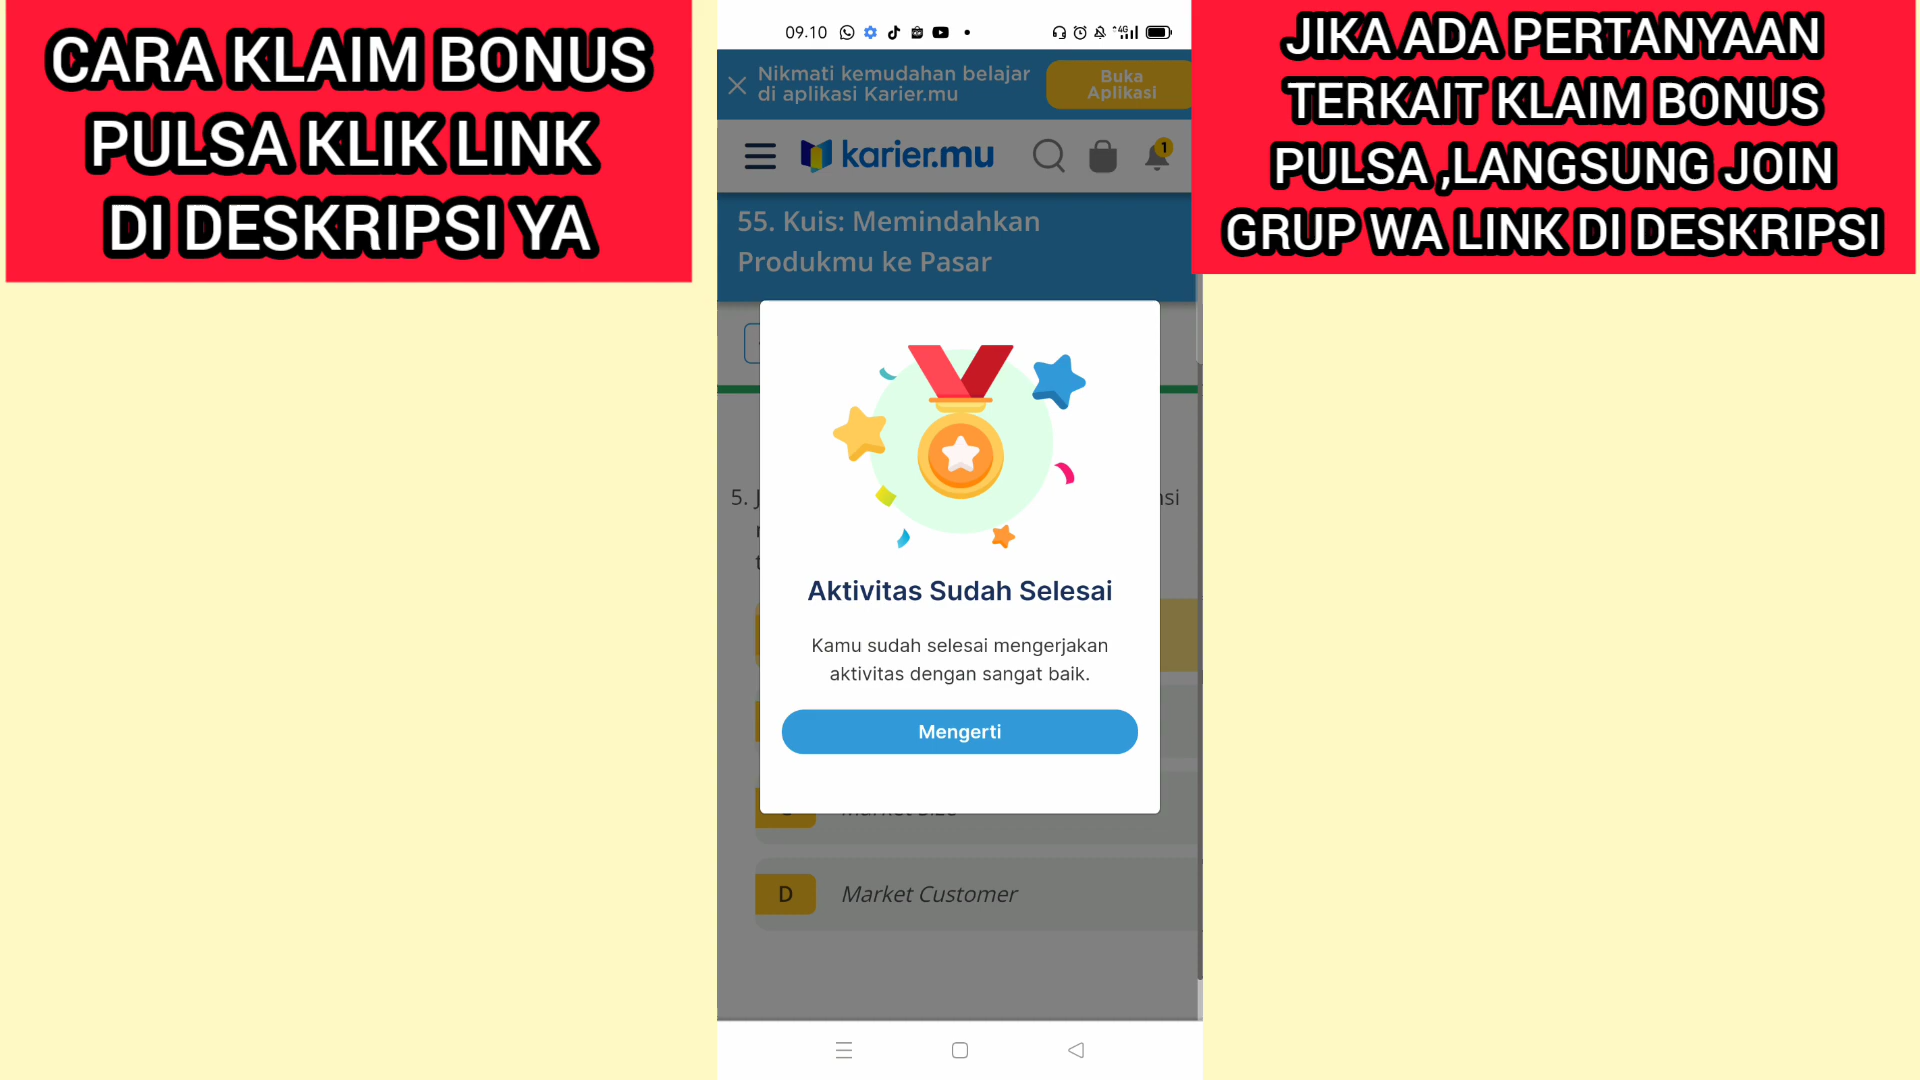 CARA KLAIM BONUS
PULSA KLIK LINK
DI DESKRIPSI YA
JIKA ADA PERTANYAAN
TERKAIT KLAIM BONUS
PULSA ,LANGSUNG JOIN
GRUP WA LINK DI DESKRIPSI
09.10
4G
Nikmati kemudahan belajar
di aplikasi Karier.mu
Buka
Aplikasi
karier.mu
1
55. Kuis: Memindahkan
Produkmu ke Pasar
5.
Aktivitas Sudah Selesai
Kamu sudah selesai mengerjakan
aktivitas dengan sangat baik.
Mengerti
D Market Customer